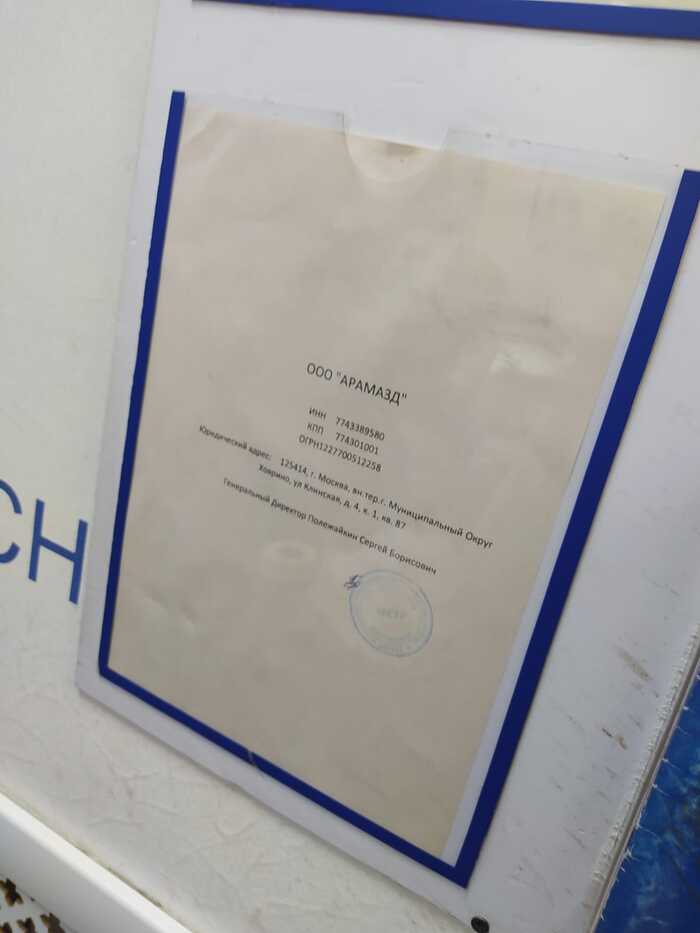 ООО "АРАМАЗД"
ИНН 7743389580
КПП 774301001
ОГРН1227700512258
Юридический адрес: 125414, г. Москва, вн.тер.г. Муниципальный Округ
Ховрино, ул Клинская, д. 4, к. 1, кв. 87
Генеральный Директор Полежайкин Сергей Борисович
СН